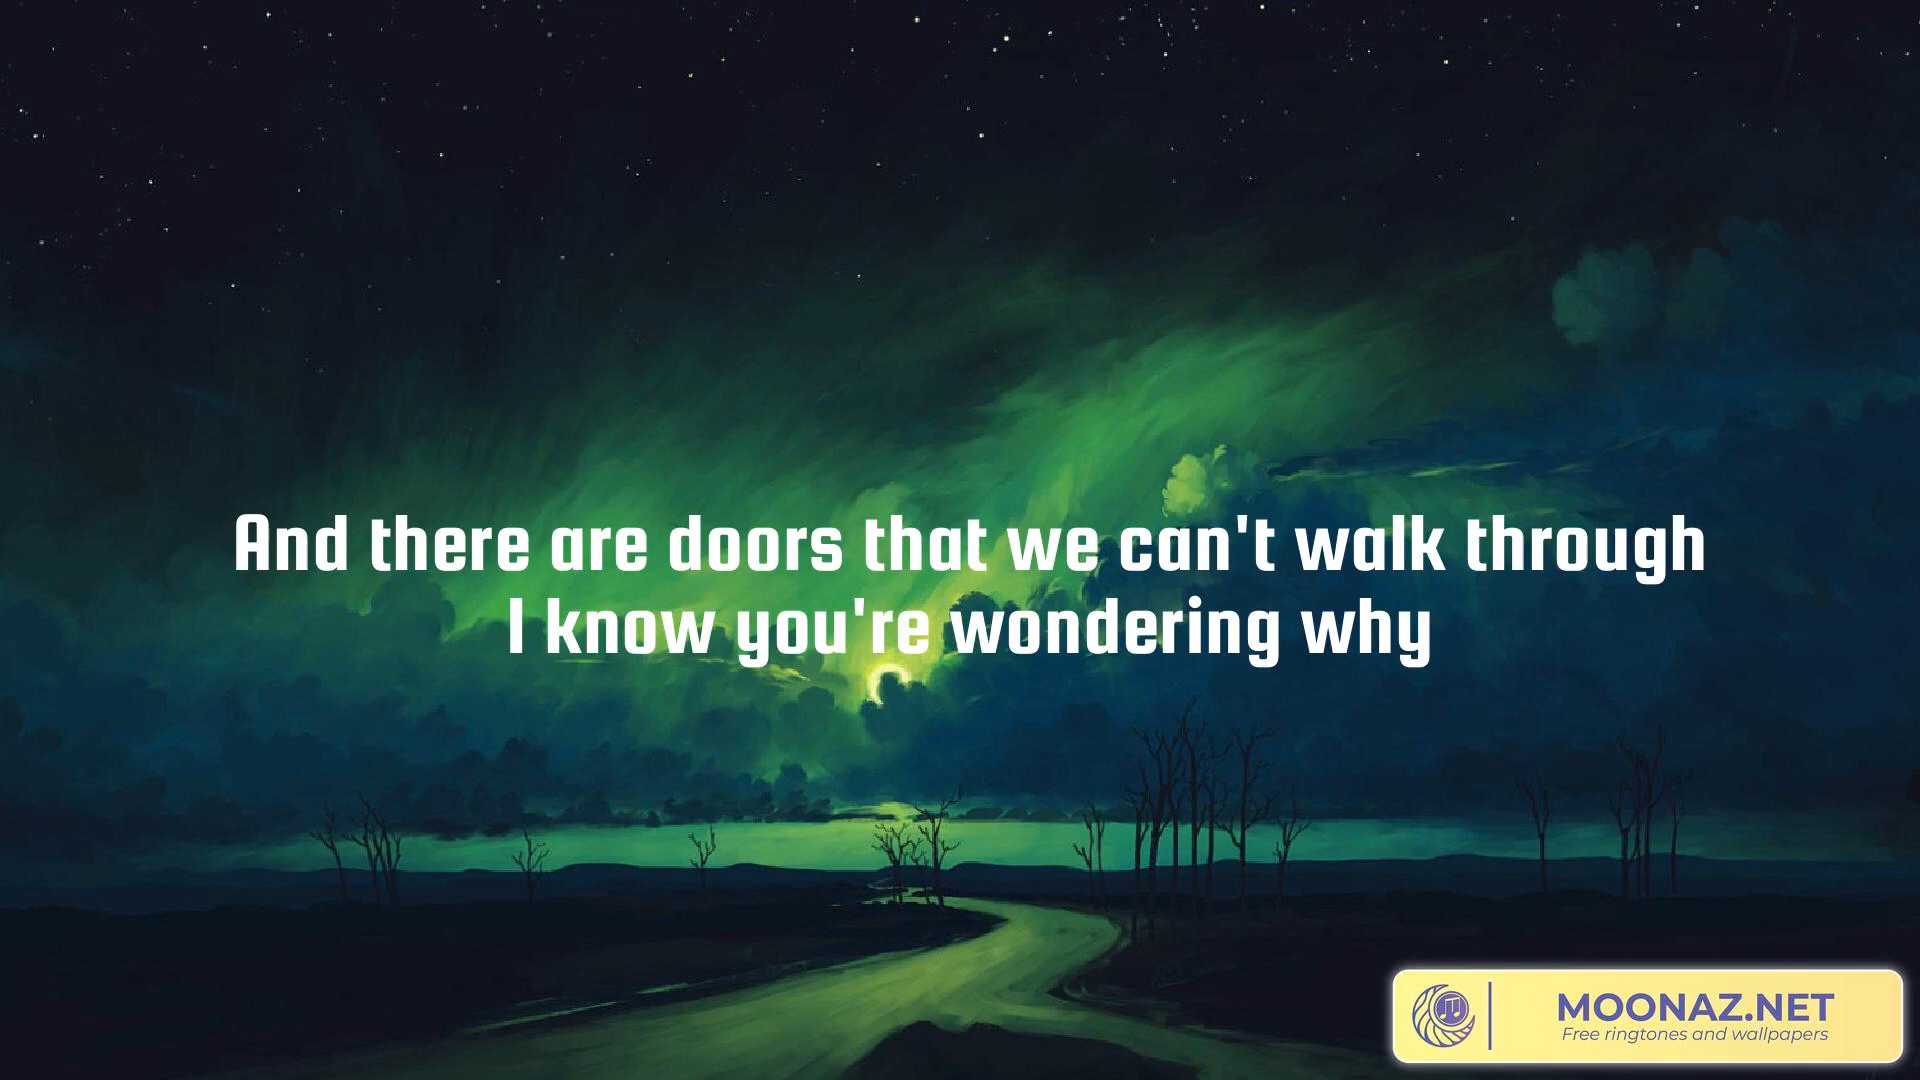 And there are doors that we can't walk through
I know you're wondering why
MOONAZ.NET
Free ringtones and wallpapers